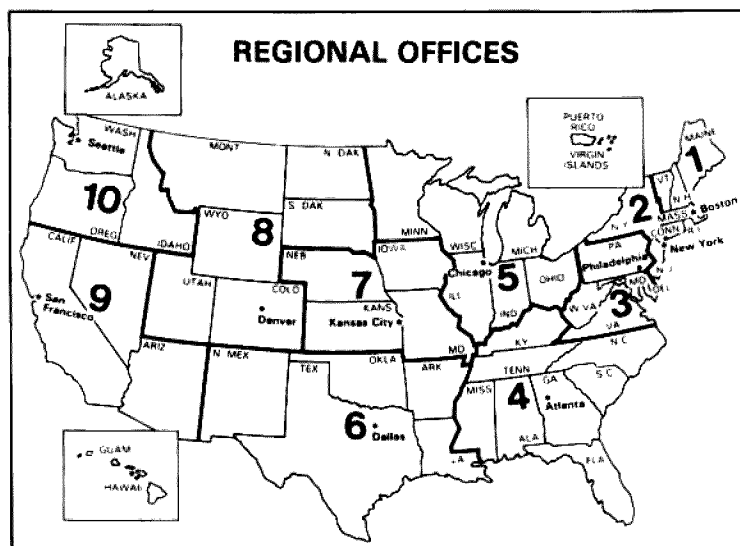 REGIONAL OFFICES
ALASKA
PUERTO
RICO
VIRGIN
ISLANDS
WASH
Seattle
MONT
N DAK
MAINE
1
VT
N H
10
OREG
IDAHO
WYO
8
S DAK
MINN
WISC
MICH
N Y
2
MASS
Boston
CONN
R I
New York
CALIF
NEV
UTAH
COLO
Denver
NEB
7
IOWA
KANS
Kansas City
Chicago
5
ILL
IND
OHIO
PA
Philadelphia
N J
MD
DEL
W VA
3
VA
San
Francisco
9
MO
KY
N C
ARIZ
N MEX
TEX
OKLA
ARK
TENN
MISS
4
GA
S C
Atlanta
6
Dallas
LA
ALA
FLA
GUAM
HAWAII